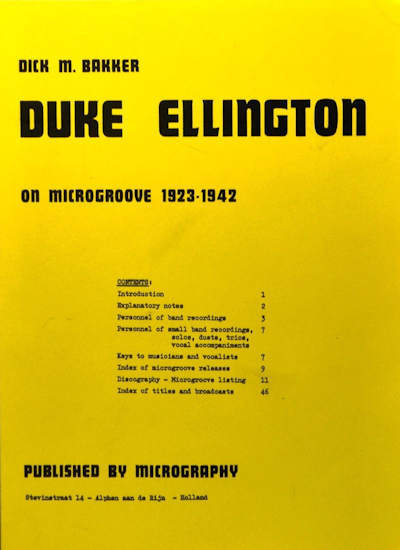 DICK M. BAKKER
DUKE ELLINGTON
ON MICROGROOVE 1923-1942
CONTENTS:
Introduction 1
Explanatory notes 2
Personnel of band recordings 3
Personnel of small band recordings, 7
solos, duets, trios,
vocal accompaniments
Keys to musicians and vocalists 7
Index of microgroove releases 9
Discography - Microgroove listing 11
Index of titles and broadcasts 46
PUBLISHED BY MICROGRAPHY
Stevinstraat 14 - Alphen aan de Rijn - Holland